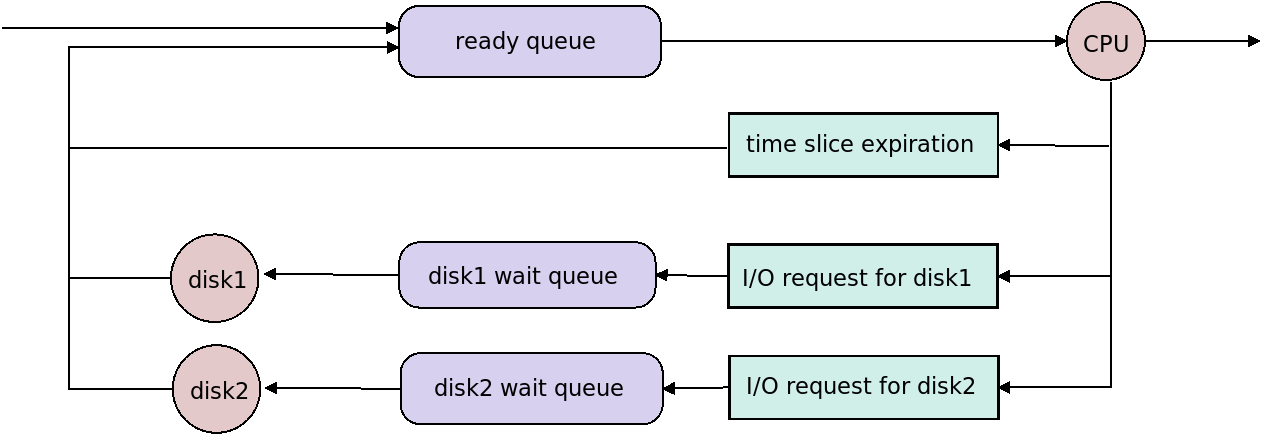 ready queue
CPU
time slice expiration
disk1
disk1 wait queue
I/O request for disk1
disk2
disk2 wait queue
I/O request for disk2